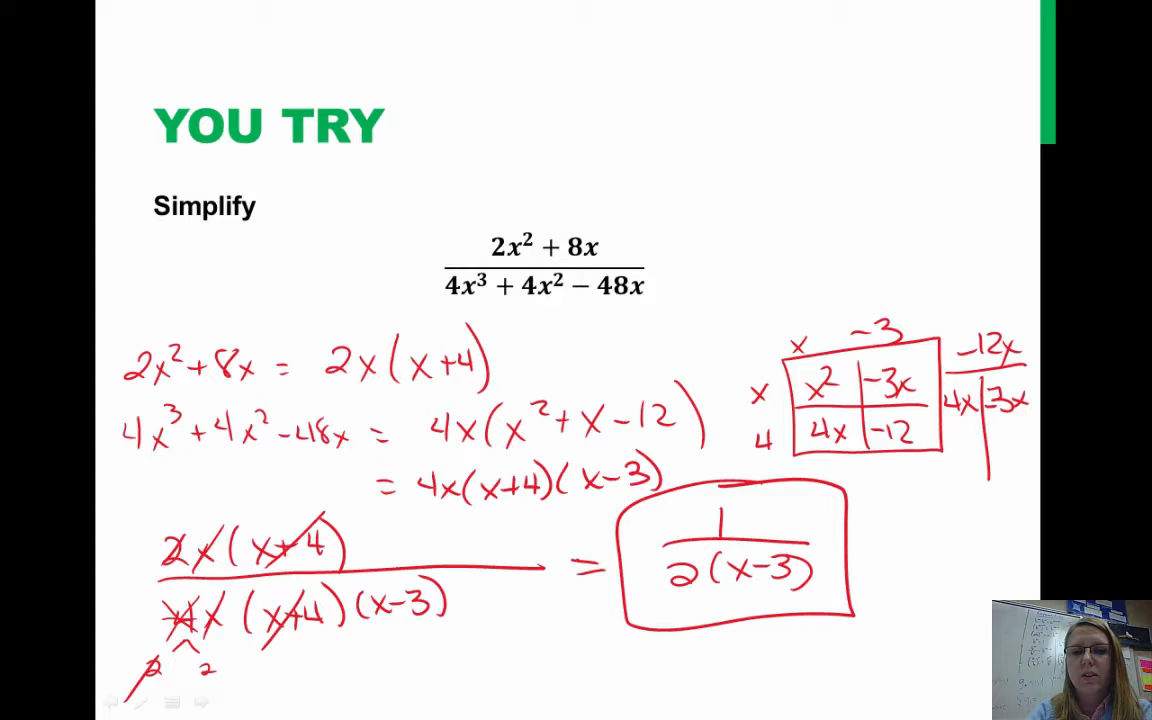 YOU TRY
Simplify
2x² + 8x
4x³ + 4x² − 48x
2x² + 8x = 2x(x+4)
4x³ + 4x² - 48x = 4x(x² + x - 12)
= 4x(x+4)(x-3)
x -3
x x² -3x
4 4x -12
-12x
4x -3x
2x(x+4)
4x(x+4)(x-3)
2 2
=
1
2(x-3)